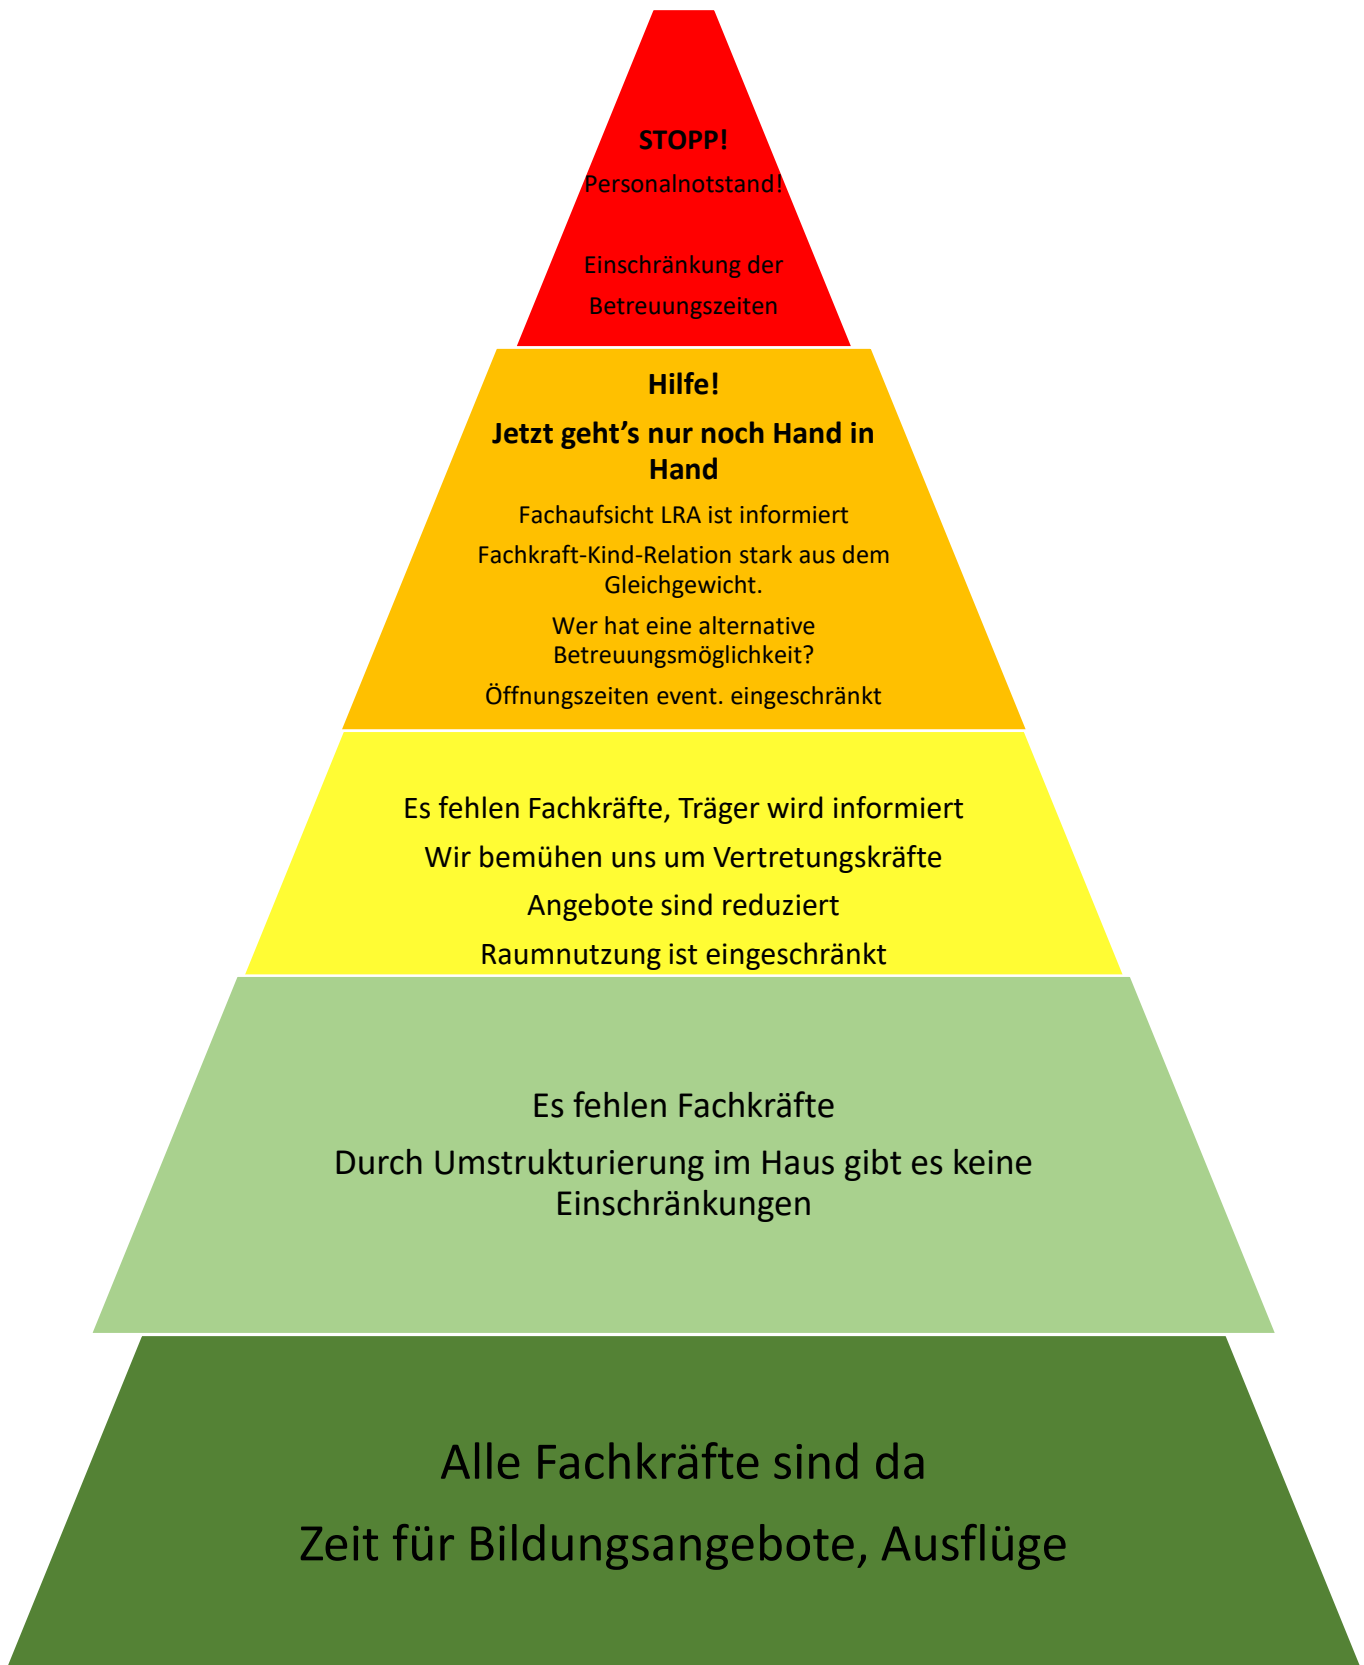 STOPP!
Personalnotstand!
Einschränkung der
Betreuungszeiten
Hilfe!
Jetzt geht’s nur noch Hand in
Hand
Fachaufsicht LRA ist informiert
Fachkraft-Kind-Relation stark aus dem
Gleichgewicht.
Wer hat eine alternative
Betreuungsmöglichkeit?
Öffnungszeiten event. eingeschränkt
Es fehlen Fachkräfte, Träger wird informiert
Wir bemühen uns um Vertretungskräfte
Angebote sind reduziert
Raumnutzung ist eingeschränkt
Es fehlen Fachkräfte
Durch Umstrukturierung im Haus gibt es keine
Einschränkungen
Alle Fachkräfte sind da
Zeit für Bildungsangebote, Ausflüge